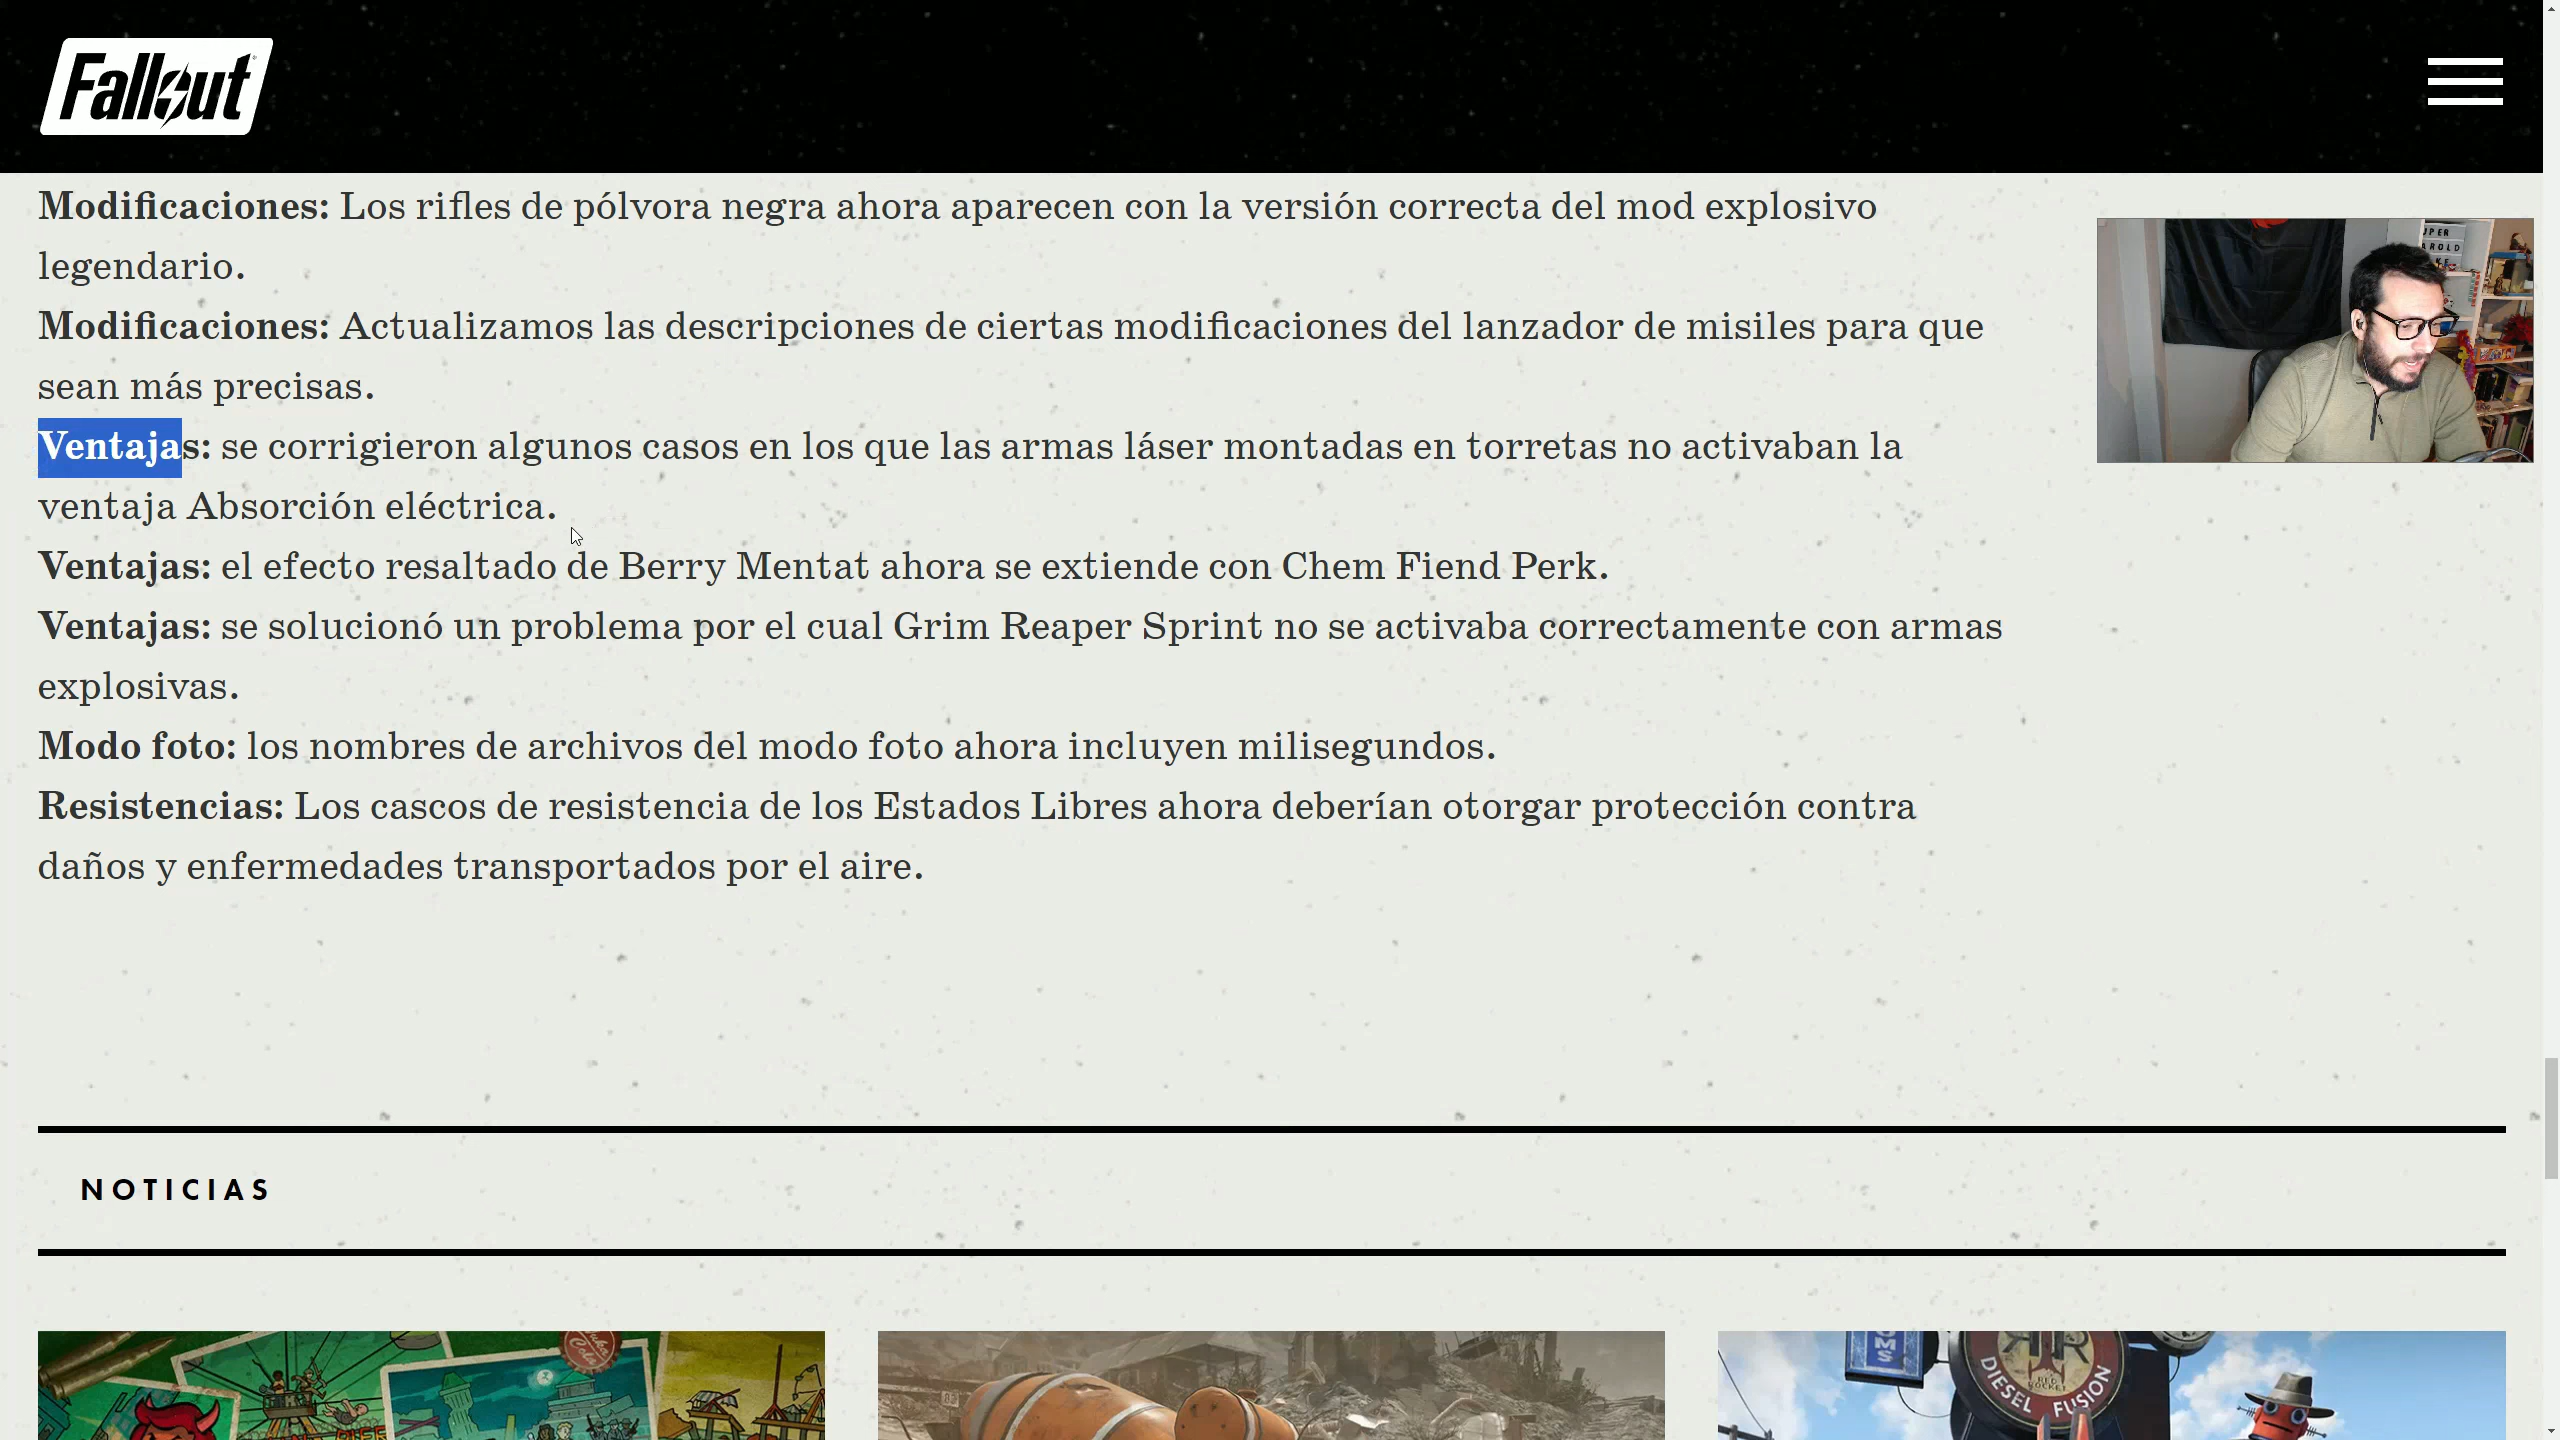 Fallout
Modificaciones: Los rifles de pólvora negra ahora aparecen con la versión correcta del mod explosivo
legendario.
Modificaciones: Actualizamos las descripciones de ciertas modificaciones del lanzador de misiles para que
sean más precisas.
Ventajas: se corrigieron algunos casos en los que las armas láser montadas en torretas no activaban la
ventaja Absorción eléctrica.
Ventajas: el efecto resaltado de Berry Mentat ahora se extiende con Chem Fiend Perk.
Ventajas: se solucionó un problema por el cual Grim Reaper Sprint no se activaba correctamente con armas
explosivas.
Modo foto: los nombres de archivos del modo foto ahora incluyen milisegundos.
Resistencias: Los cascos de resistencia de los Estados Libres ahora deberían otorgar protección contra
daños y enfermedades transportados por el aire.
NOTICIAS
Nuka
Cola
RED
ROCKET
DIESEL FUSION